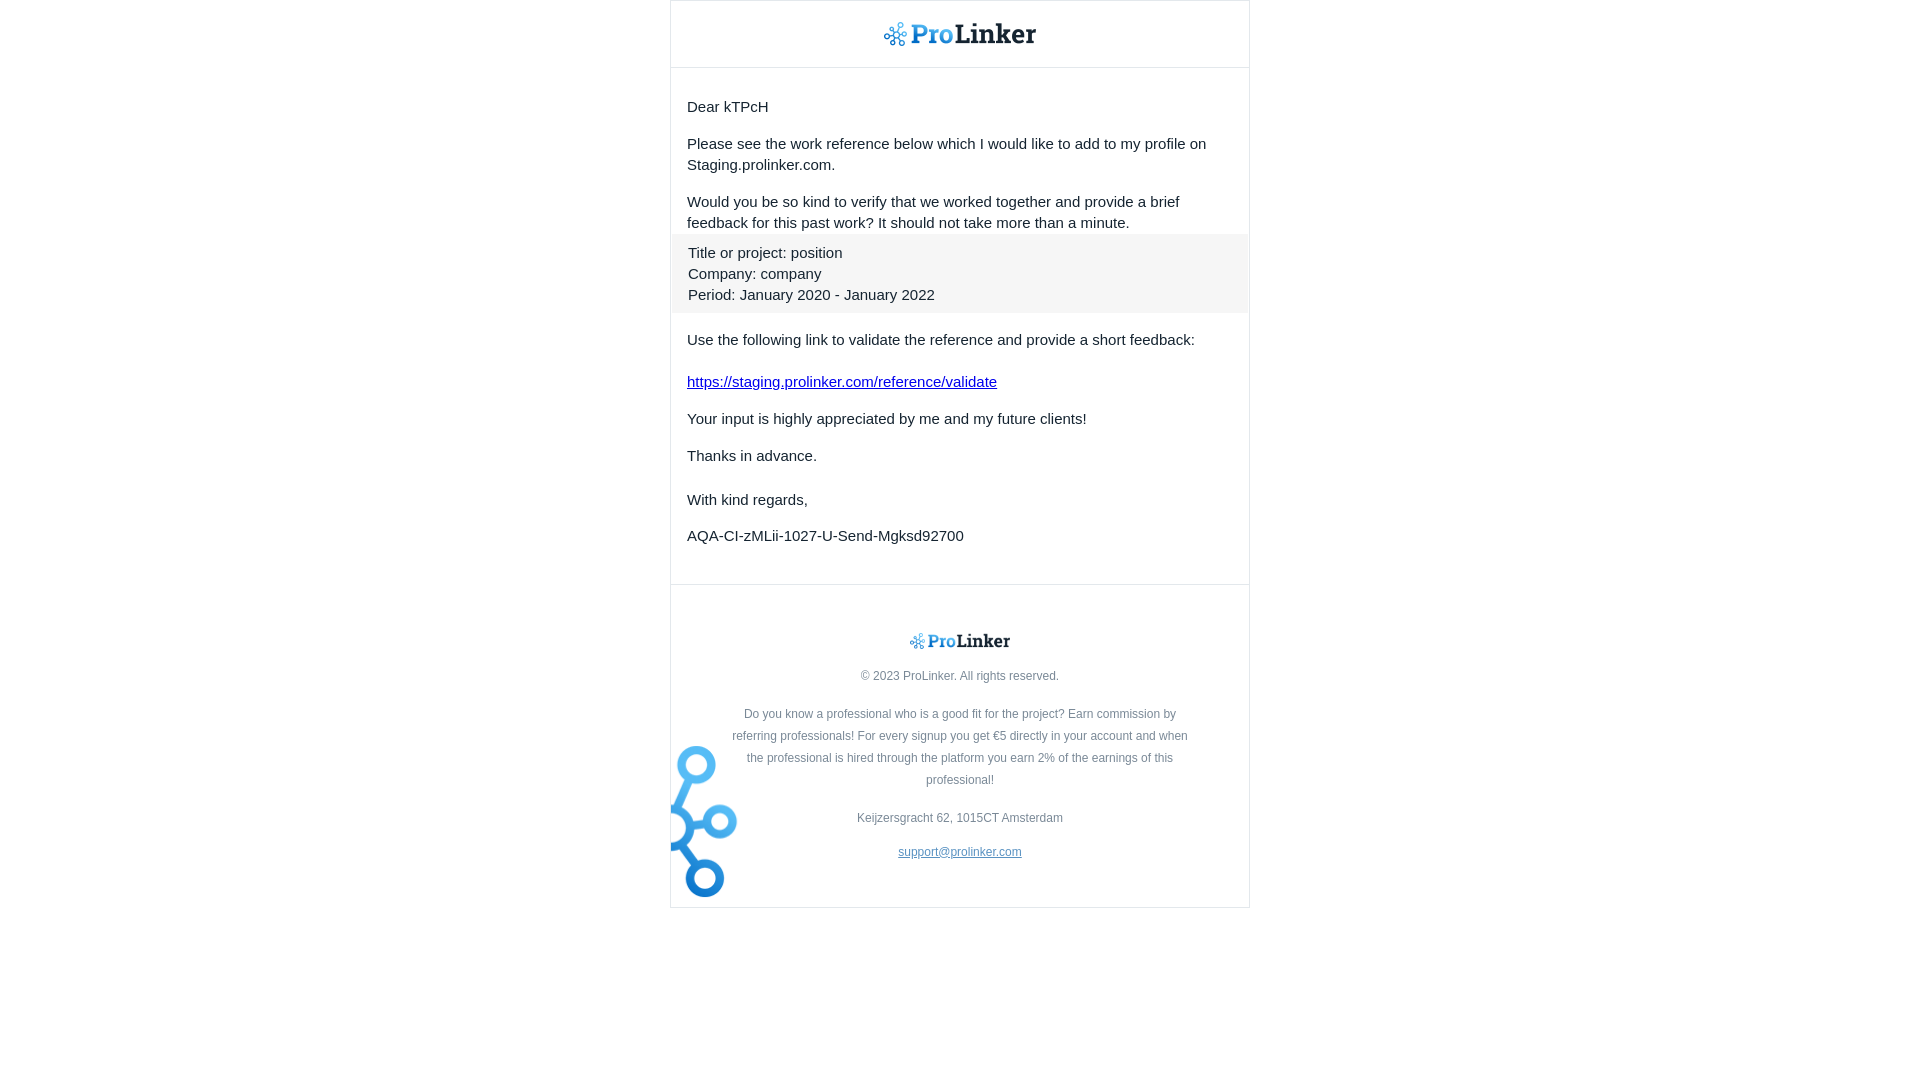 ProLinker
Dear kTPcH
Please see the work reference below which I would like to add to my profile on
Staging.prolinker.com.
Would you be so kind to verify that we worked together and provide a brief
feedback for this past work? It should not take more than a minute.
Title or project: position
Company: company
Period: January 2020 - January 2022
Use the following link to validate the reference and provide a short feedback:
https://staging.prolinker.com/reference/validate
Your input is highly appreciated by me and my future clients!
Thanks in advance.
With kind regards,
AQA-CI-zMLii-1027-U-Send-Mgksd92700
ProLinker
© 2023 ProLinker. All rights reserved.
Do you know a professional who is a good fit for the project? Earn commission by
referring professionals! For every signup you get €5 directly in your account and when
the professional is hired through the platform you earn 2% of the earnings of this
professional!
Keijzersgracht 62, 1015CT Amsterdam
support@prolinker.com